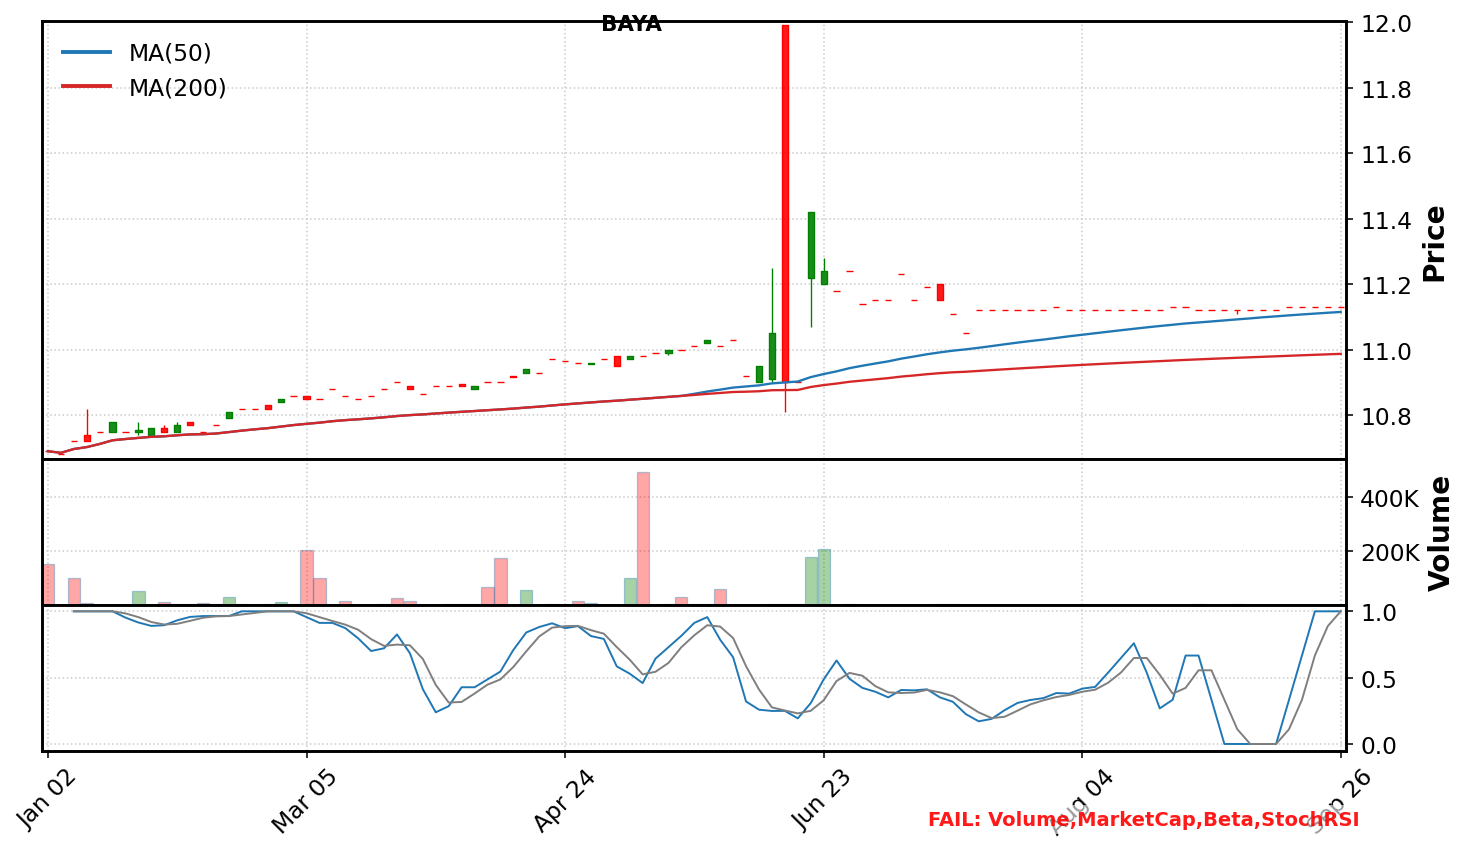 BAYA
MA(50)
MA(200)
12.0
11.8
11.6
11.4
11.2
11.0
10.8
Price
400K
200K
Volume
1.0
0.5
0.0
Jan 02
Mar 05
Apr 24
Jun 23
Aug 04
Sep 26
FAIL: Volume,MarketCap,Beta,StochRSI